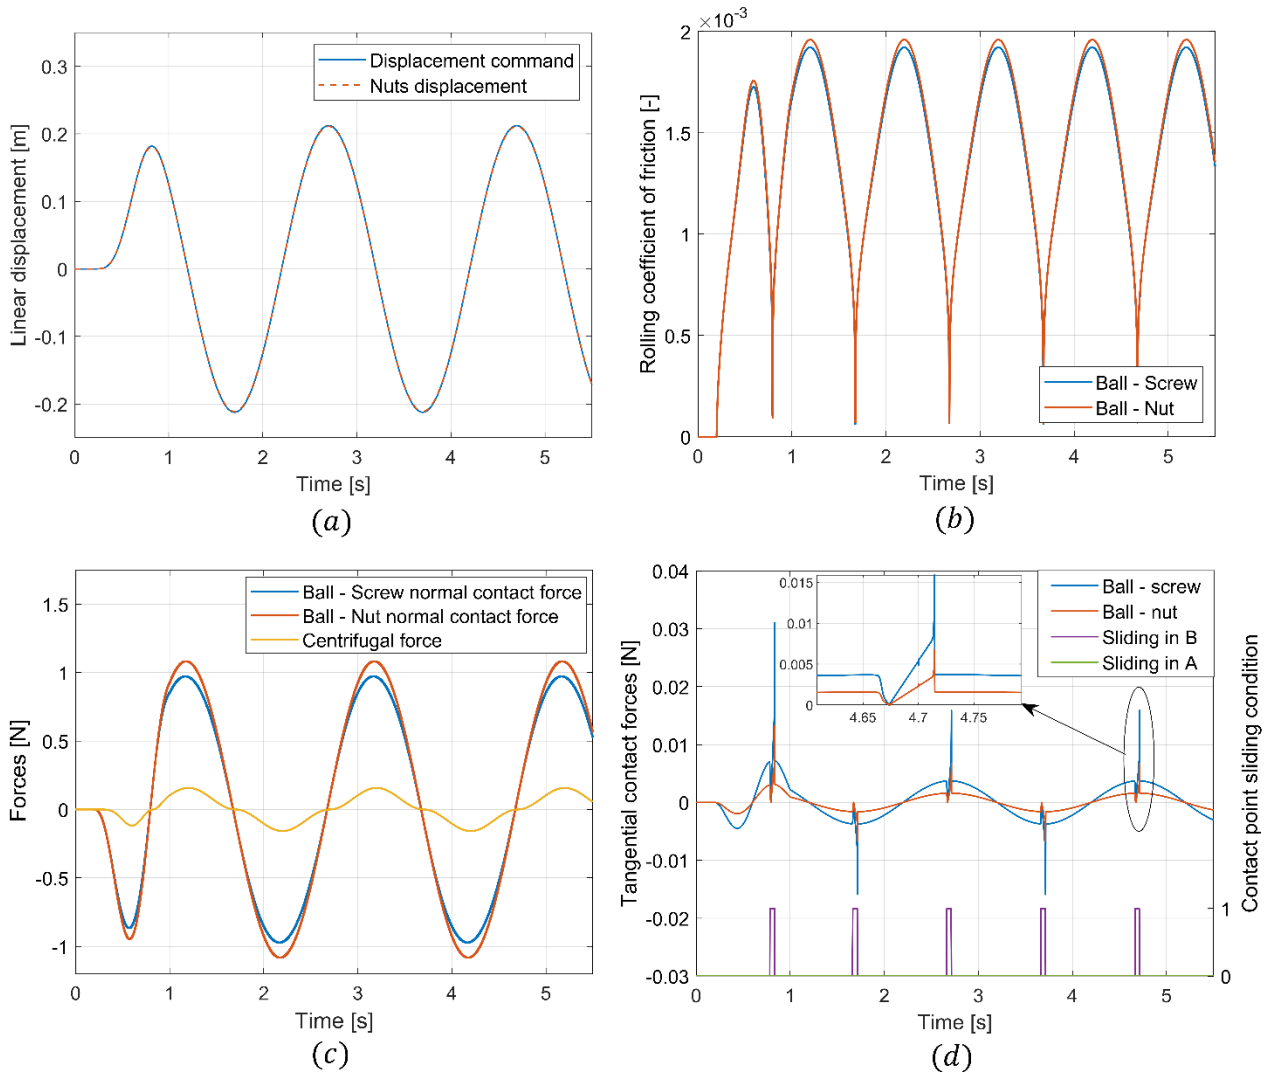 0.3
0.2
0.1
0
-0.1
-0.2
Linear displacement [m]
Displacement command
Nuts displacement
0 1 2 3 4 5
Time [s]
(a)
×10⁻³
2
1.5
1
0.5
0
Rolling coefficient of friction [-]
Ball - Screw
Ball - Nut
0 1 2 3 4 5
Time [s]
(b)
1.5
1
0.5
0
-0.5
-1
Forces [N]
Ball - Screw normal contact force
Ball - Nut normal contact force
Centrifugal force
0 1 2 3 4 5
Time [s]
(c)
0.04
0.03
0.02
0.01
0
-0.01
-0.02
-0.03
Tangential contact forces [N]
0.015
0.01
0.005
0
4.65 4.7 4.75
Ball - screw
Ball - nut
Sliding in B
Sliding in A
1
0
Contact point sliding condition
0 1 2 3 4 5
Time [s]
(d)